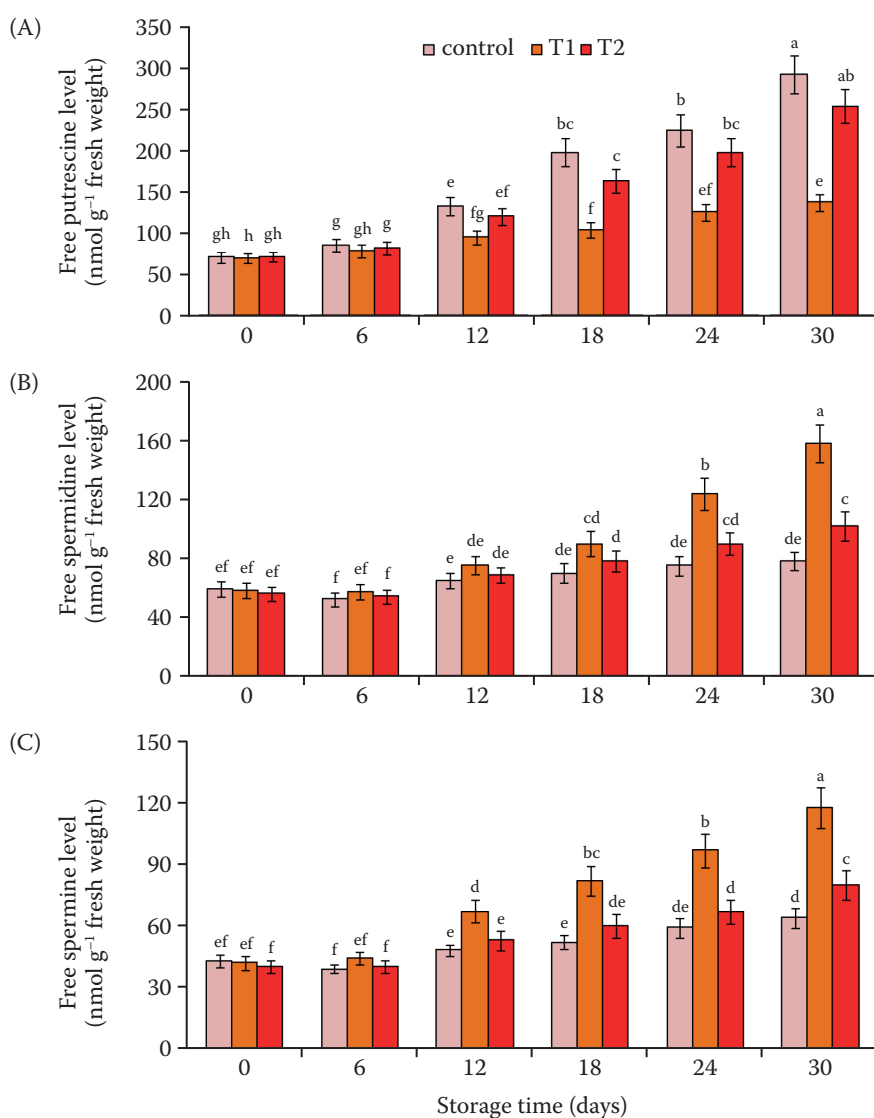 (A)
Free putrescine level
(nmol g⁻¹ fresh weight)
350
300
250
200
150
100
50
0
control T1 T2
gh h gh
g gh g
e fg ef
bc f c
b ef bc
a e ab
0 6 12 18 24 30
(B)
Free spermidine level
(nmol g⁻¹ fresh weight)
200
160
120
80
40
0
ef ef ef
f ef f
e de de
de cd d
de b cd
de a c
0 6 12 18 24 30
(C)
Free spermine level
(nmol g⁻¹ fresh weight)
150
120
90
60
30
0
ef ef f
f ef f
e d e
e bc de
de b d
d a c
0 6 12 18 24 30
Storage time (days)